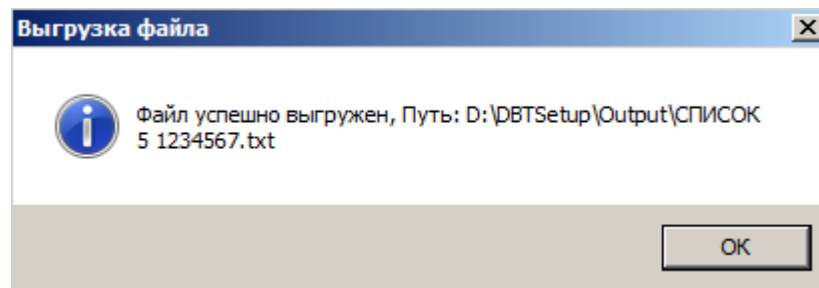 Выгрузка файла
Файл успешно выгружен, Путь: D:\DBTSetup\Output\СПИСОК
5 1234567.txt
OK